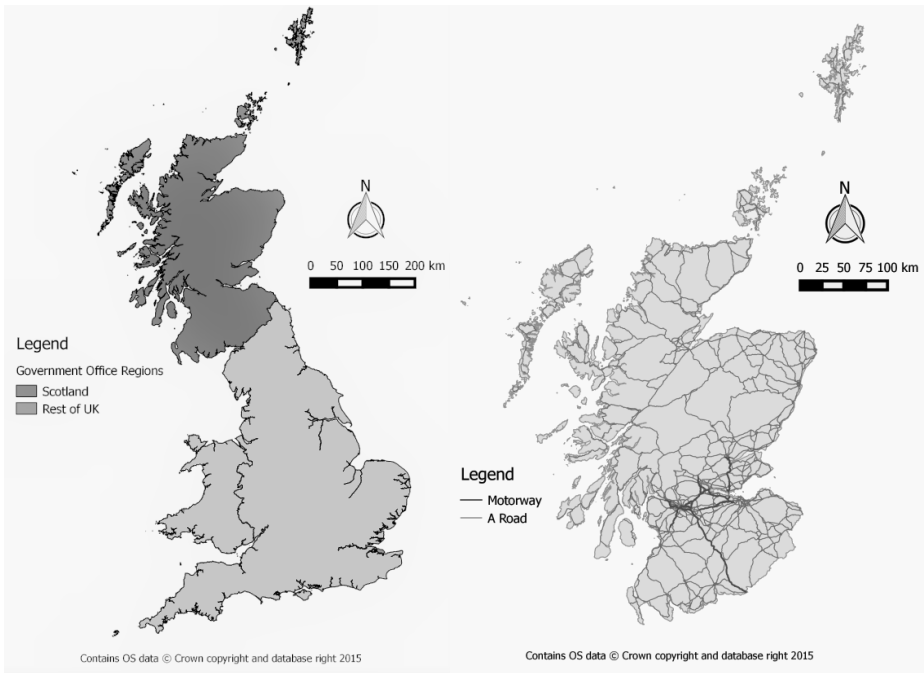 N
0 50 100 150 200 km
Legend
Government Office Regions
Scotland
Rest of UK
Contains OS data © Crown copyright and database right 2015
N
0 25 50 75 100 km
Legend
Motorway
A Road
Contains OS data © Crown copyright and database right 2015